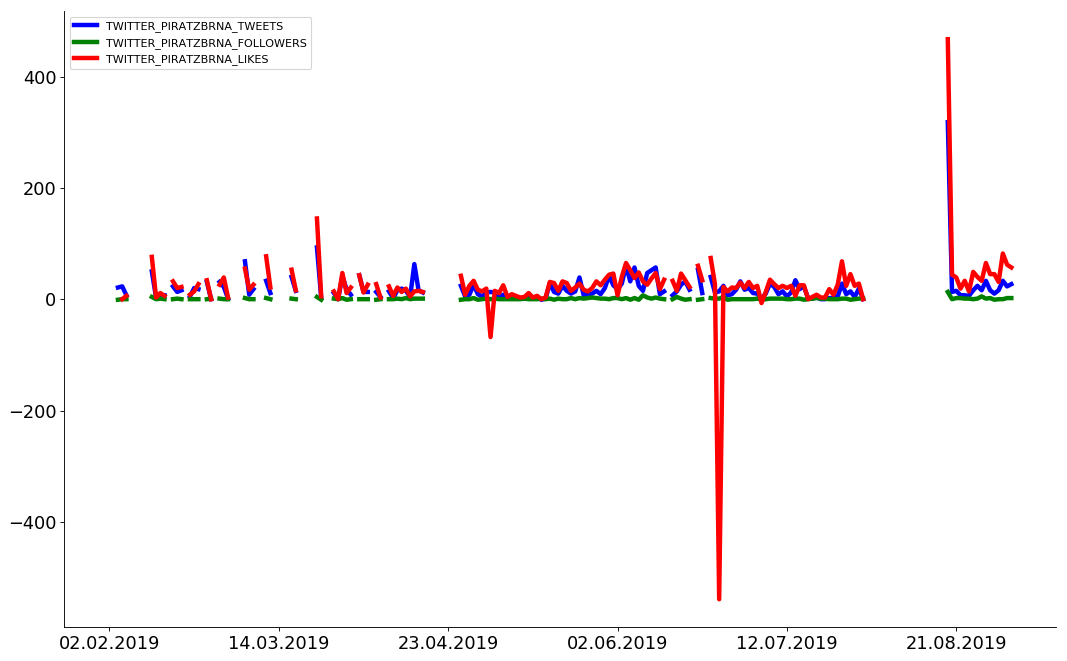 TWITTER_PIRATZBRNA_TWEETS
TWITTER_PIRATZBRNA_FOLLOWERS
TWITTER_PIRATZBRNA_LIKES
400
200
0
−200
−400
02.02.2019 14.03.2019 23.04.2019 02.06.2019 12.07.2019 21.08.2019